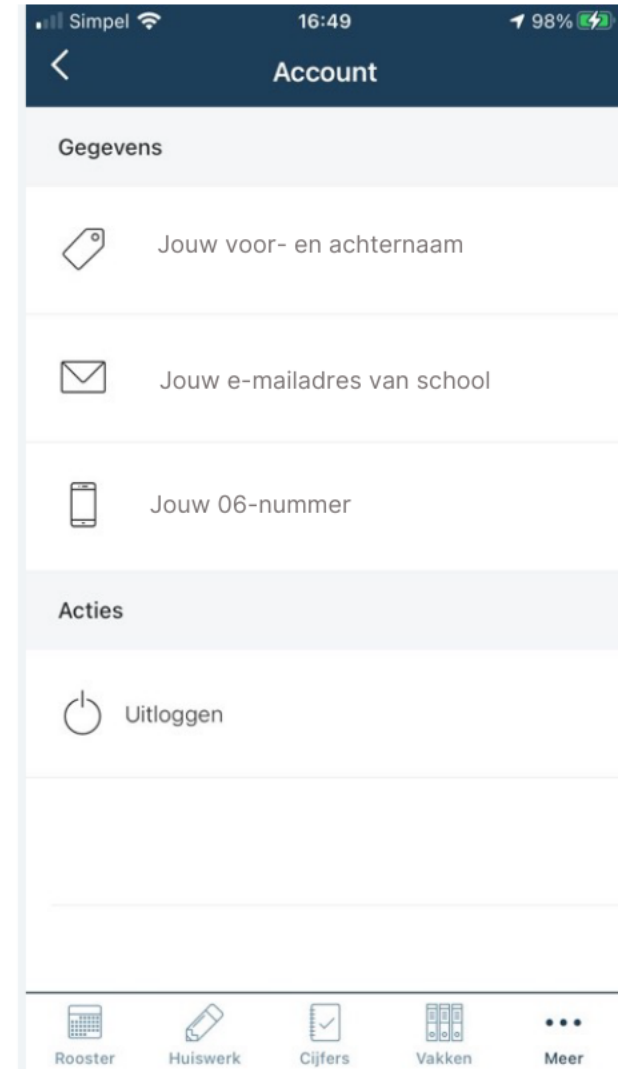 Simpel 16:49 98%
Account
Gegevens
Jouw voor- en achternaam
Jouw e-mailadres van school
Jouw 06-nummer
Acties
Uitloggen
Rooster Huiswerk Cijfers Vakken Meer